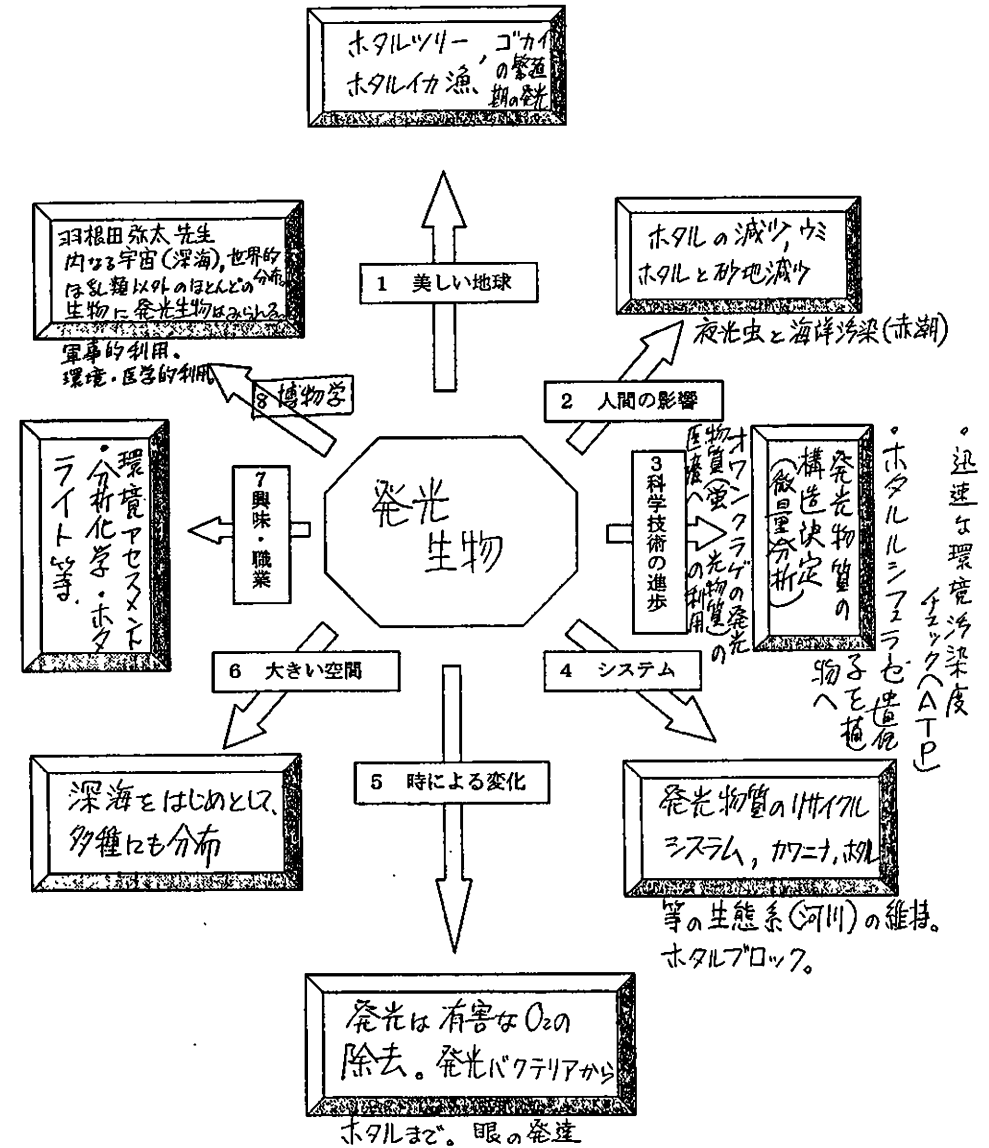 ホタルツリー、ゴカイ
ホタルイカ漁、の繁殖
期の発光
1 美しい地球
羽根田弥太先生
内なる宇宙(深海),世界的
ほ乳類以外のほとんどの分布。
生物に発光生物はみられる。
軍事的利用。
環境・医学的利用
8 博物学
ホタルの減少,ウミ
ホタルと砂地減少
夜光虫と海洋汚染(赤潮)
2 人間の影響
発光
生物
3 科学技術の進歩
発光物質の
構造決定
(微量分析)
オワンクラゲの発光
物質(蛍光物質)の
医療への利用
・ホタルルシフェラーゼ遺伝
子を植
物へ
・迅速な環境汚染度
チェックへ(ATP)
7 興味・職業
環境アセスメント
・分析化学・ホタ
ライト等、
6 大きい空間
深海をはじめとして、
多種にも分布
4 システム
発光物質のリサイクル
システム,カワニナ,ホタル
等の生態系(河川)の維持。
ホタルブロック。
5 時による変化
発光は有害なO₂の
除去。発光バクテリアから
ホタルまで。眼の発達